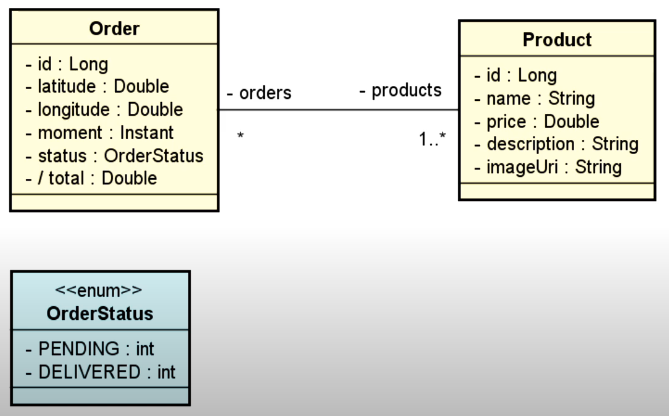 Order
- id : Long
- latitude : Double
- longitude : Double
- moment : Instant
- status : OrderStatus
- / total : Double
- orders
*
- products
1..*
Product
- id : Long
- name : String
- price : Double
- description : String
- imageUri : String
<<enum>>
OrderStatus
- PENDING : int
- DELIVERED : int